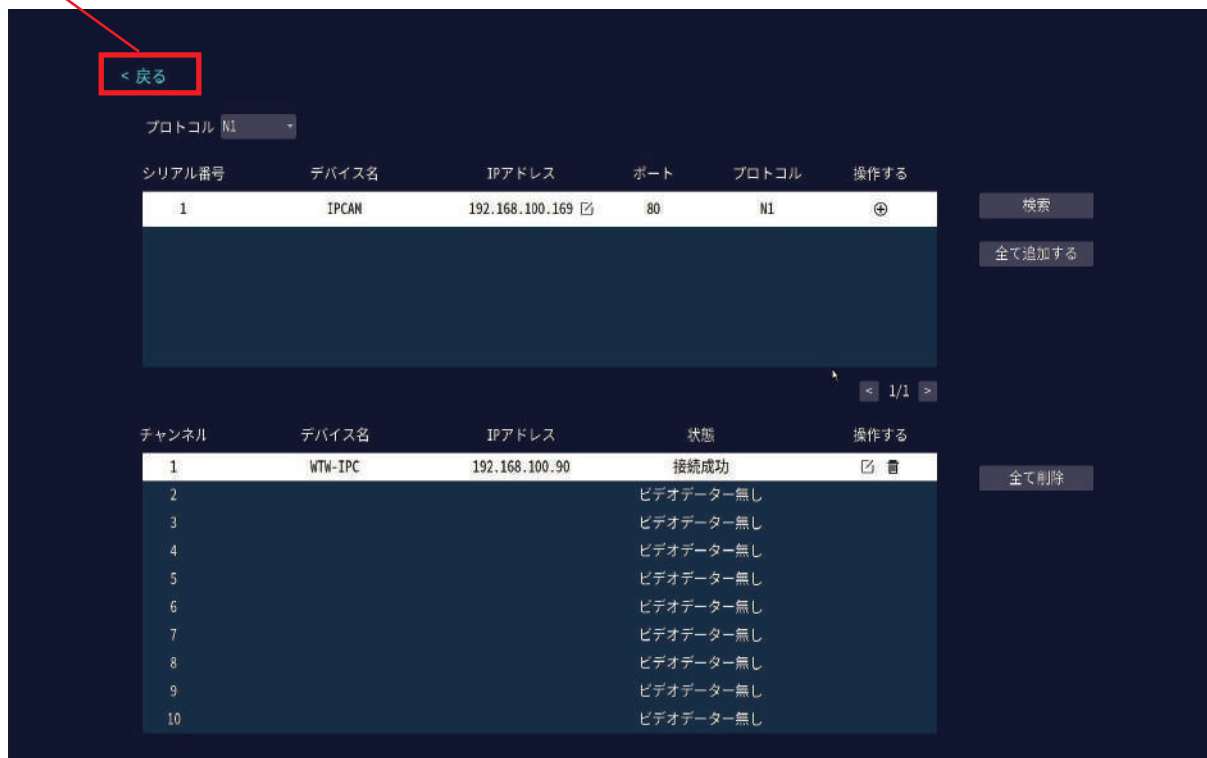 < 戻る
プロトコル N1
シリアル番号 デバイス名 IPアドレス ポート プロトコル 操作する
1 IPCAM 192.168.100.169 80 N1
検索
全て追加する
< 1/1 >
チャンネル デバイス名 IPアドレス 状態 操作する
1 WTW-IPC 192.168.100.90 接続成功
全て削除
2 ビデオデーター無し
3 ビデオデーター無し
4 ビデオデーター無し
5 ビデオデーター無し
6 ビデオデーター無し
7 ビデオデーター無し
8 ビデオデーター無し
9 ビデオデーター無し
10 ビデオデーター無し